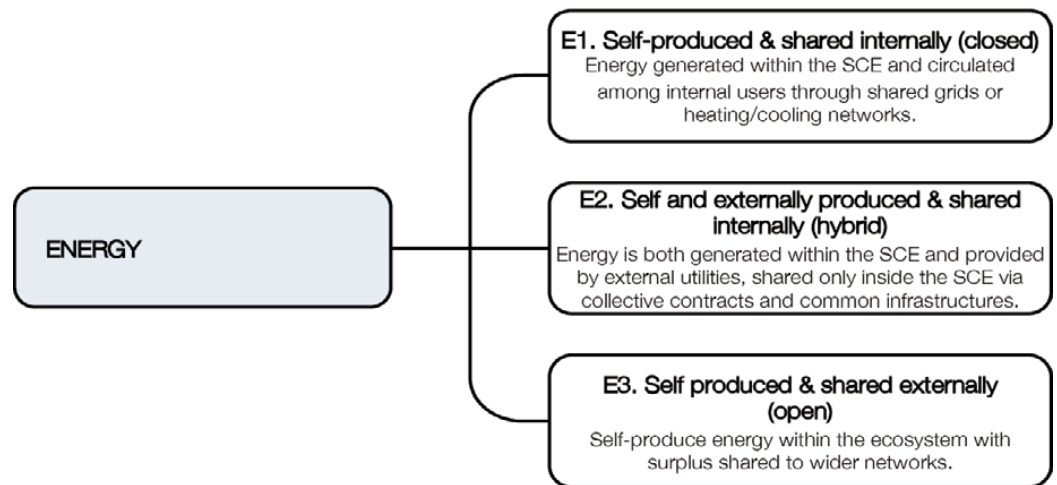 E1. Self-produced & shared internally (closed)
Energy generated within the SCE and circulated
among internal users through shared grids or
heating/cooling networks.
ENERGY
E2. Self and externally produced & shared
internally (hybrid)
Energy is both generated within the SCE and provided
by external utilities, shared only inside the SCE via
collective contracts and common infrastructures.
E3. Self produced & shared externally
(open)
Self-produce energy within the ecosystem with
surplus shared to wider networks.